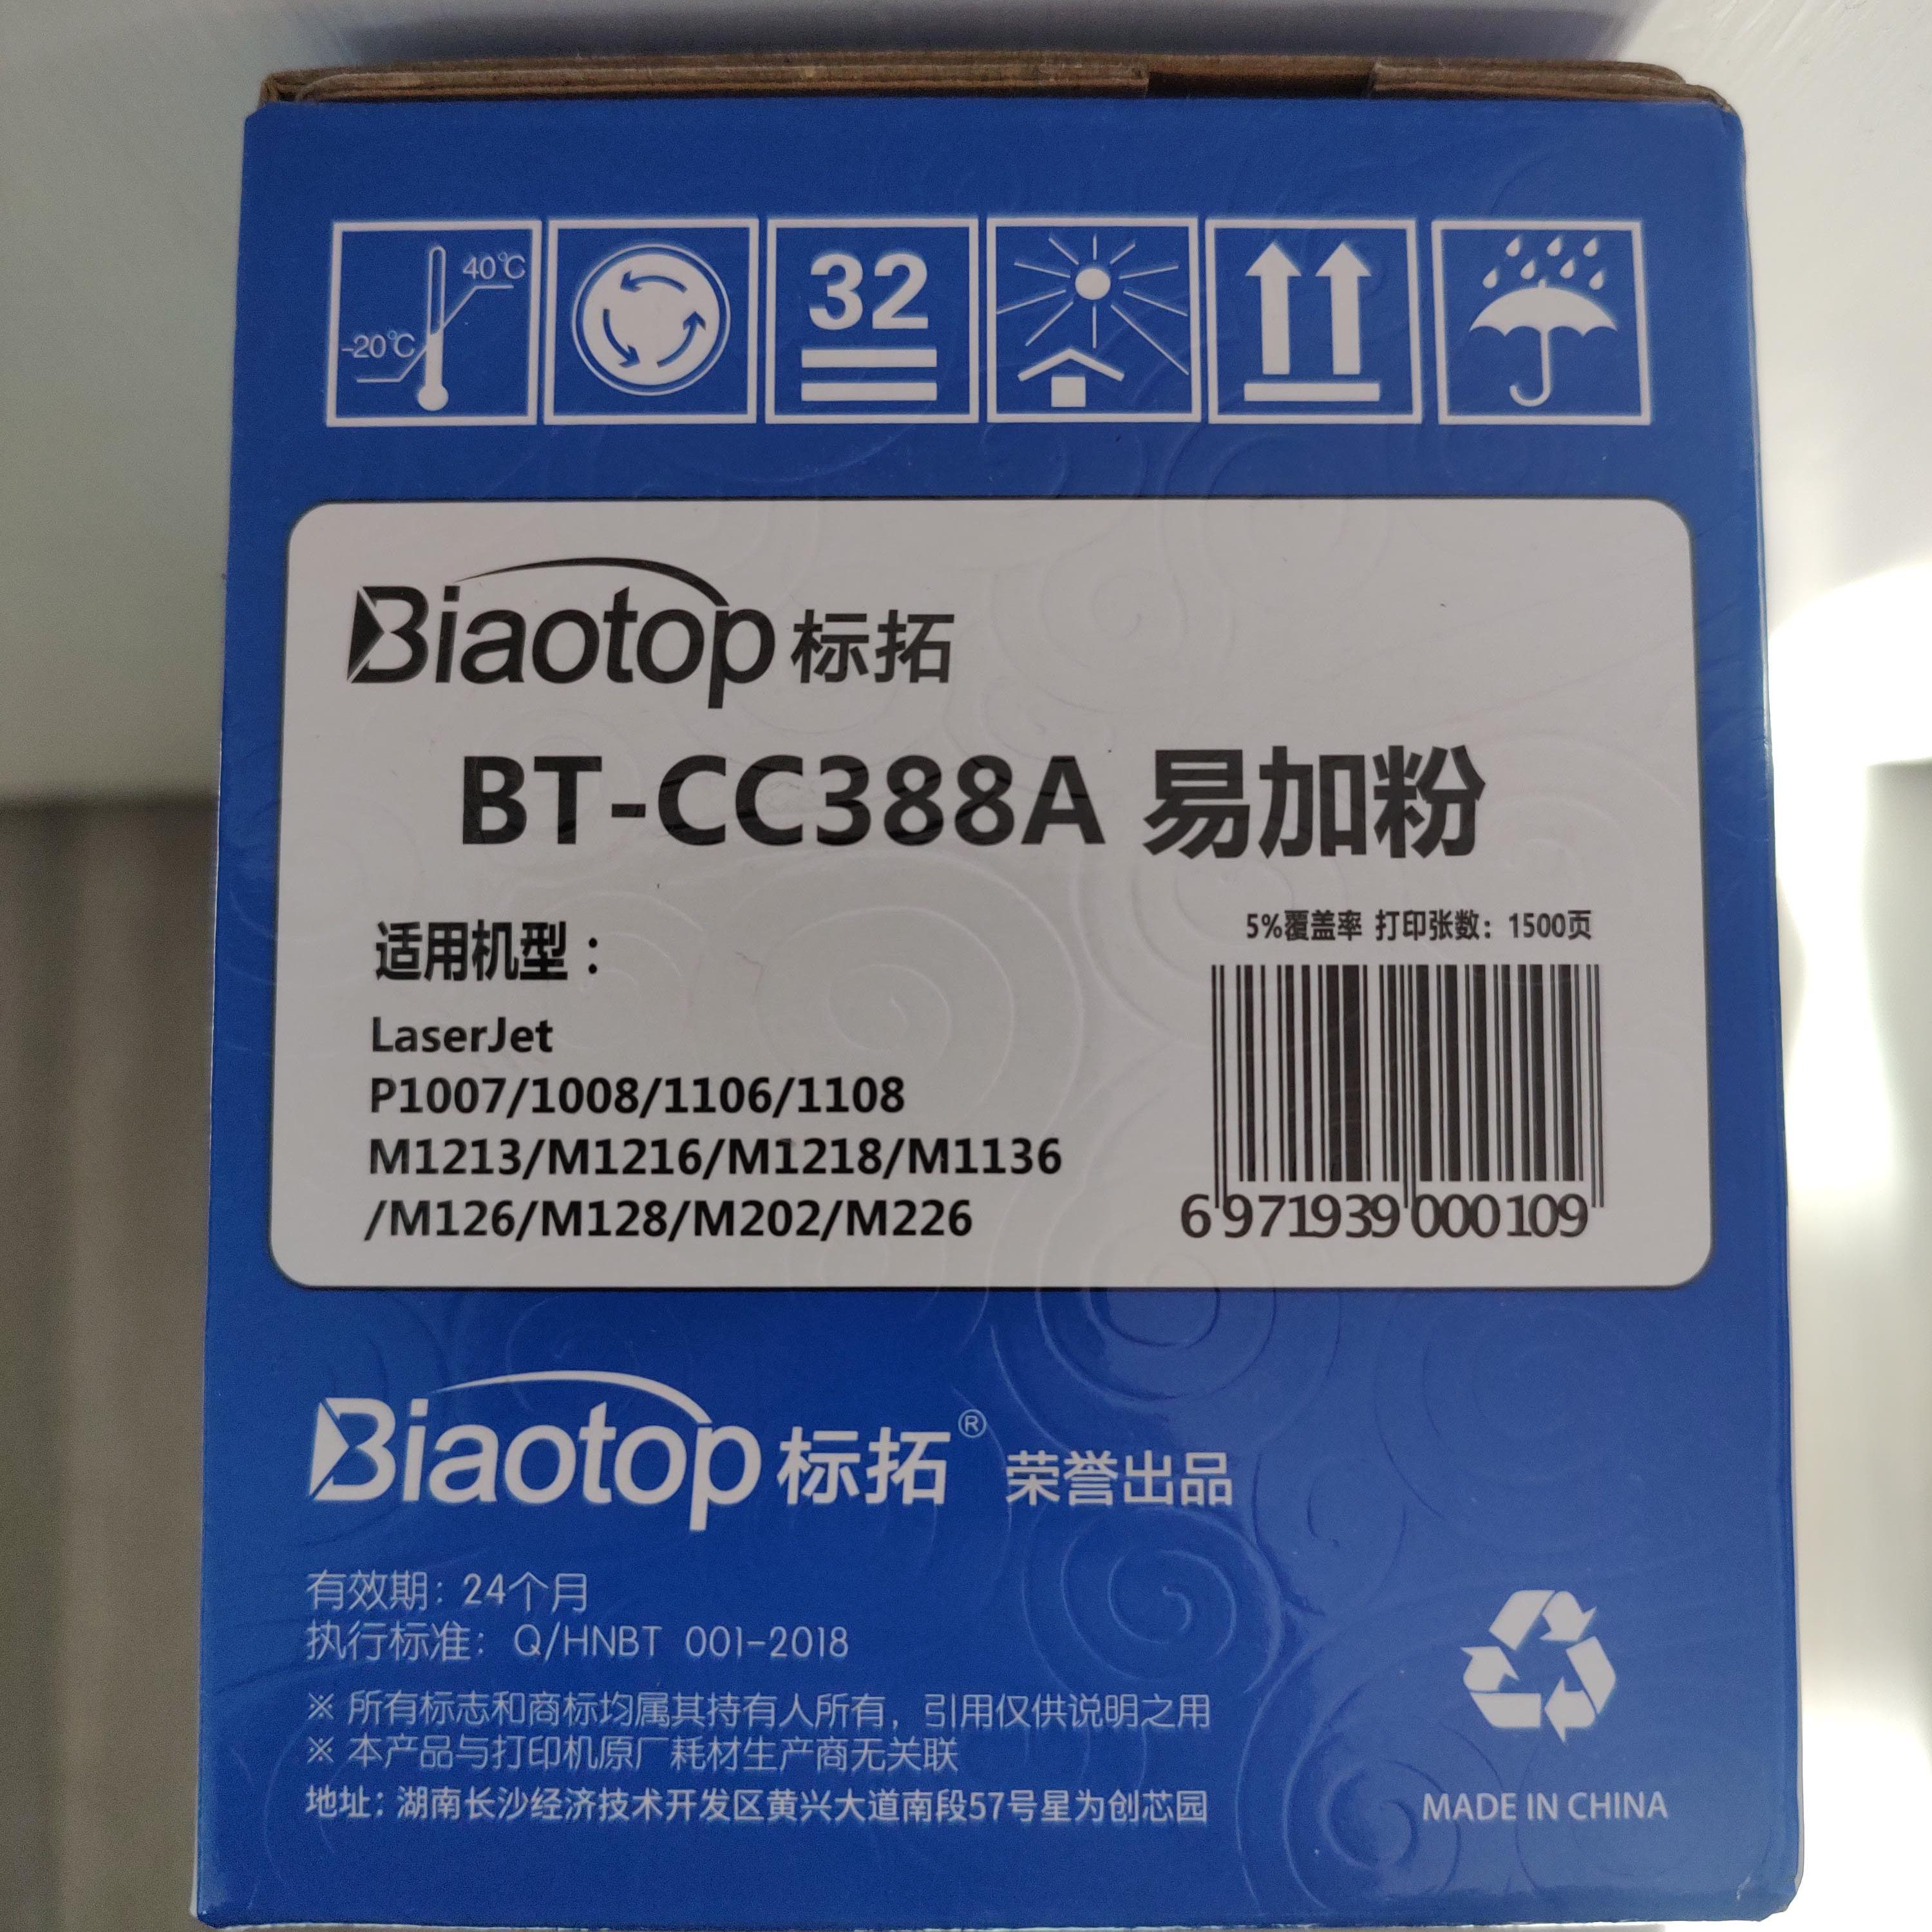 40℃
-20℃
32
Biaotop 标拓
BT-CC388A 易加粉
适用机型：
5%覆盖率 打印张数：1500页
LaserJet
P1007/1008/1106/1108
M1213/M1216/M1218/M1136
/M126/M128/M202/M226
6 971939 000109
Biaotop 标拓® 荣誉出品
有效期：24个月
执行标准：Q/HNBT 001-2018
※ 所有标志和商标均属其持有人所有，引用仅供说明之用
※ 本产品与打印机原厂耗材生产商无关联
地址：湖南长沙经济技术开发区黄兴大道南段57号星为创芯园
MADE IN CHINA